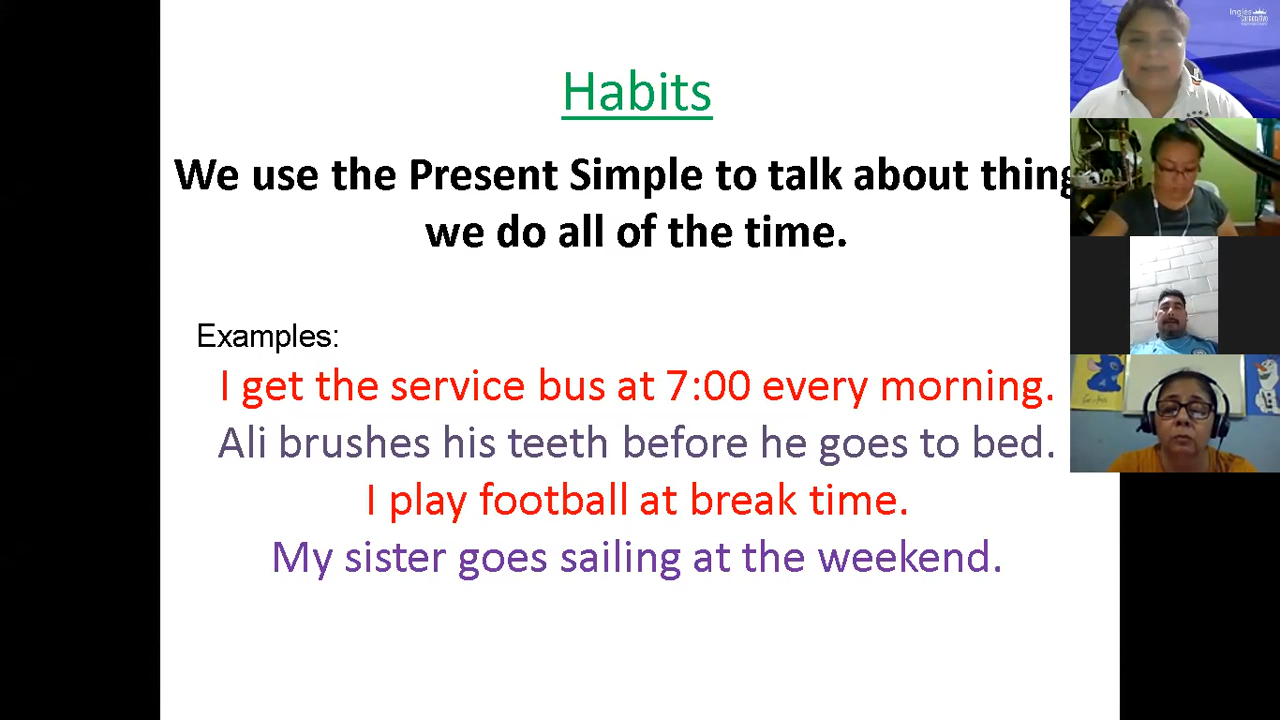 Habits
We use the Present Simple to talk about thing
we do all of the time.
Examples:
I get the service bus at 7:00 every morning.
Ali brushes his teeth before he goes to bed.
I play football at break time.
My sister goes sailing at the weekend.
Ingles